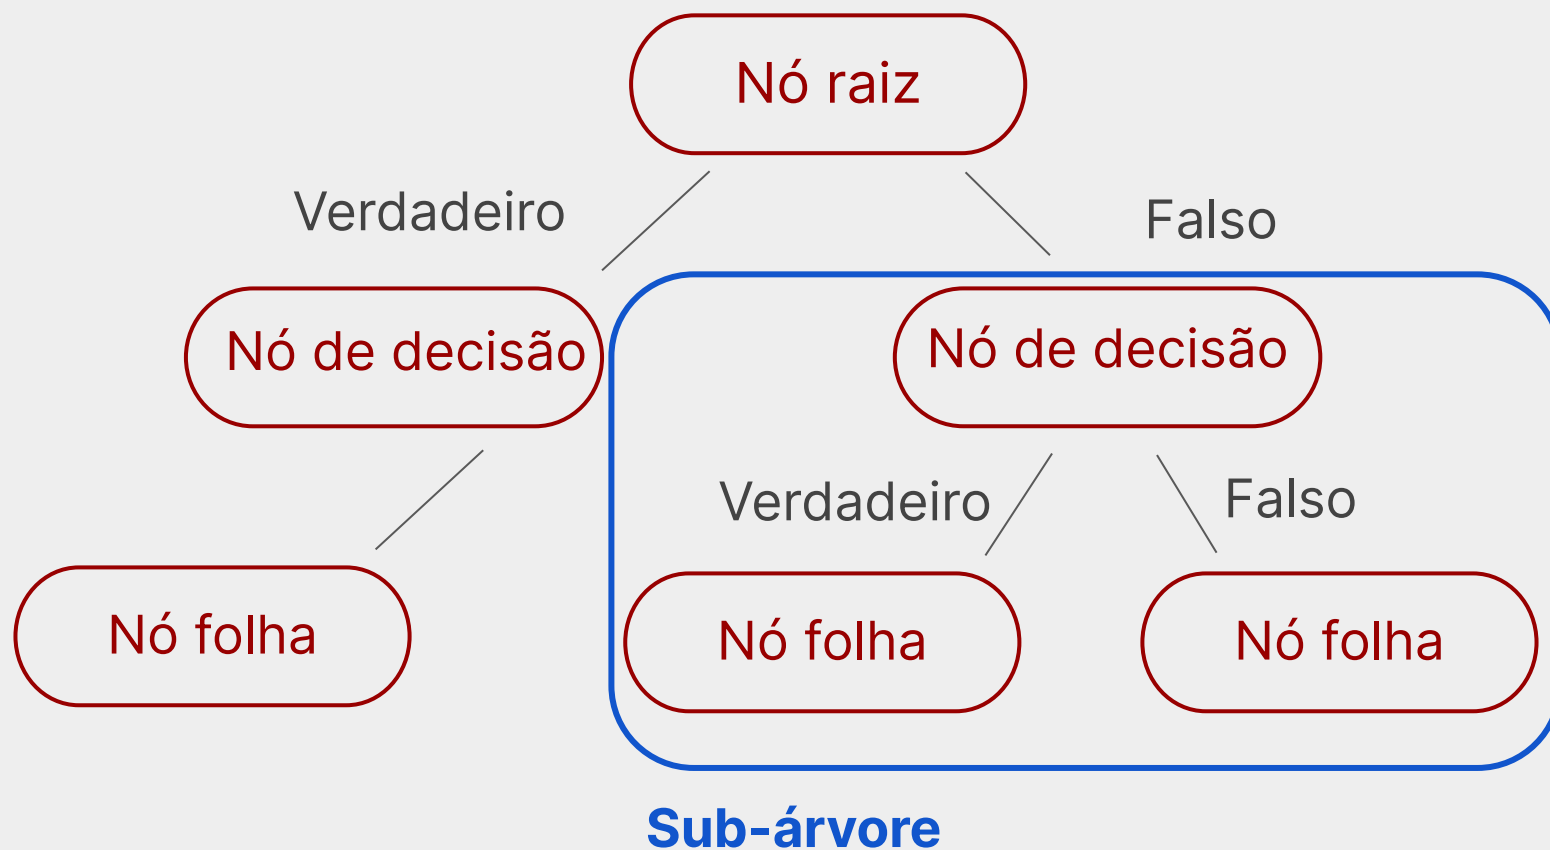 Nó raiz
Verdadeiro
Falso
Nó de decisão
Nó de decisão
Verdadeiro
Falso
Nó folha
Nó folha
Nó folha
Sub-árvore